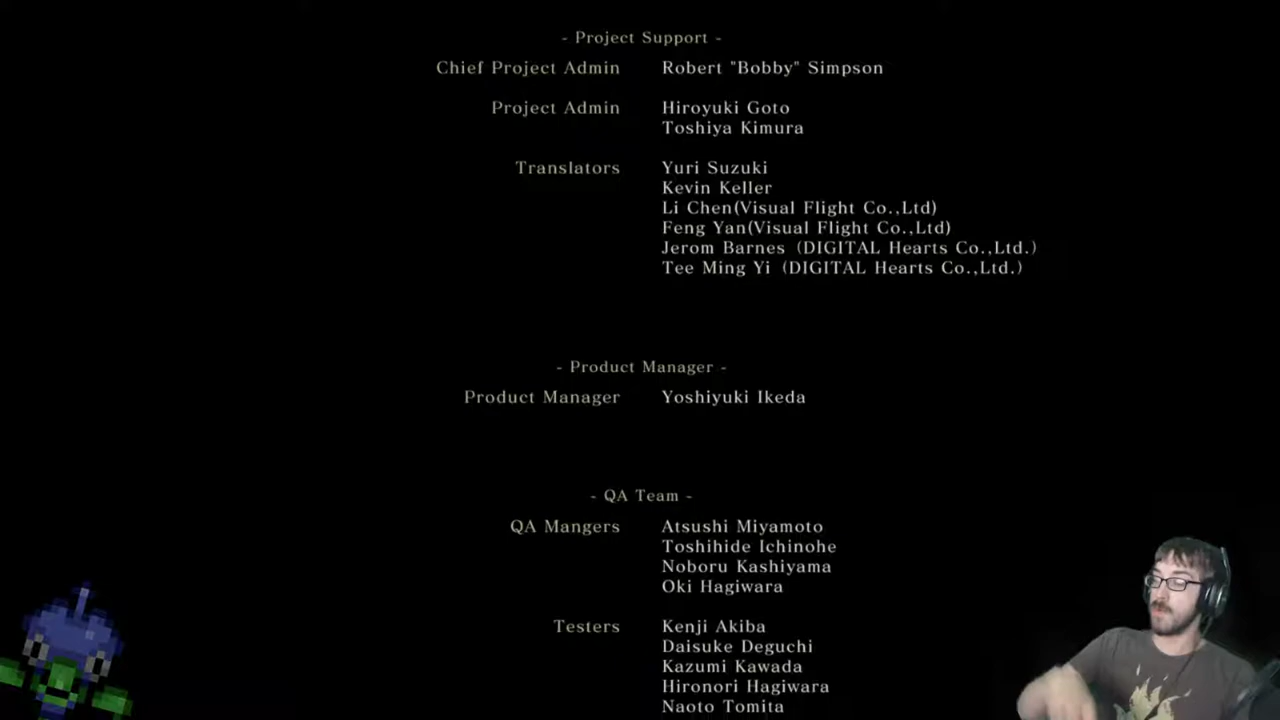 - Project Support -
Chief Project Admin Robert "Bobby" Simpson
Project Admin Hiroyuki Goto
Toshiya Kimura
Translators Yuri Suzuki
Kevin Keller
Li Chen(Visual Flight Co.,Ltd)
Feng Yan(Visual Flight Co.,Ltd)
Jerom Barnes (DIGITAL Hearts Co.,Ltd.)
Tee Ming Yi (DIGITAL Hearts Co.,Ltd.)
- Product Manager -
Product Manager Yoshiyuki Ikeda
- QA Team -
QA Mangers Atsushi Miyamoto
Toshihide Ichinohe
Noboru Kashiyama
Oki Hagiwara
Testers Kenji Akiba
Daisuke Deguchi
Kazumi Kawada
Hironori Hagiwara
Naoto Tomita